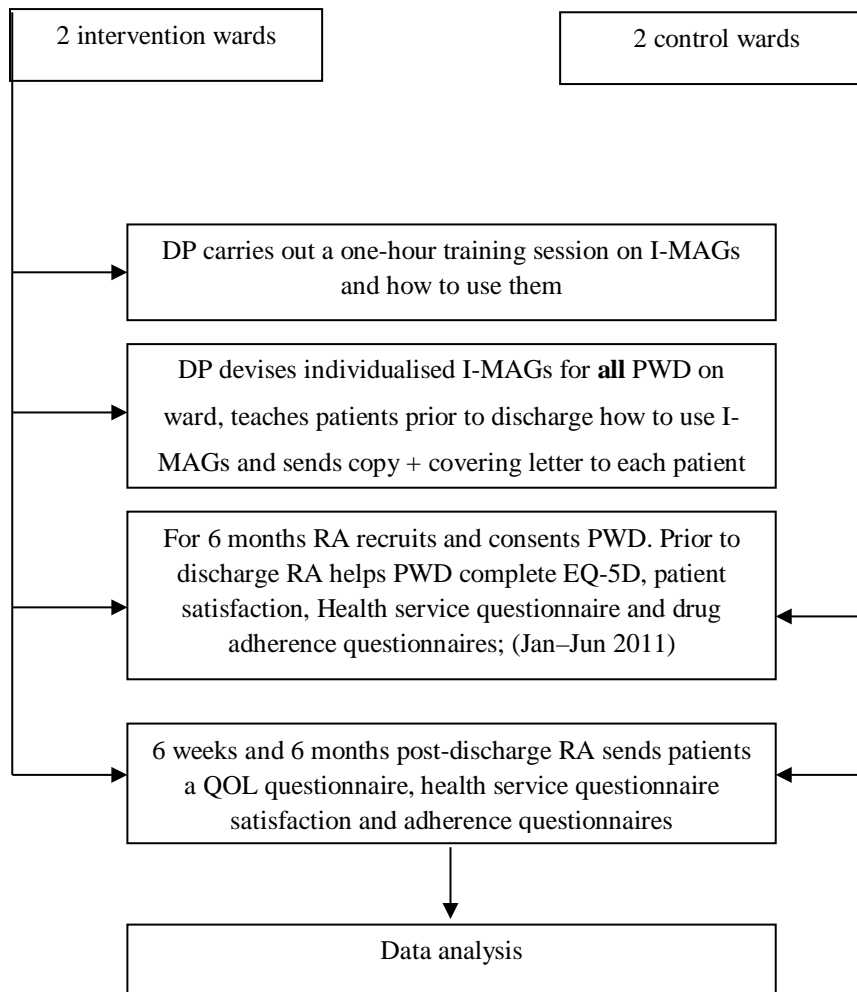 2 intervention wards
2 control wards
DP carries out a one-hour training session on I-MAGs
and how to use them
DP devises individualised I-MAGs for all PWD on
ward, teaches patients prior to discharge how to use I-
MAGs and sends copy + covering letter to each patient
For 6 months RA recruits and consents PWD. Prior to
discharge RA helps PWD complete EQ-5D, patient
satisfaction, Health service questionnaire and drug
adherence questionnaires; (Jan–Jun 2011)
6 weeks and 6 months post-discharge RA sends patients
a QOL questionnaire, health service questionnaire
satisfaction and adherence questionnaires
Data analysis